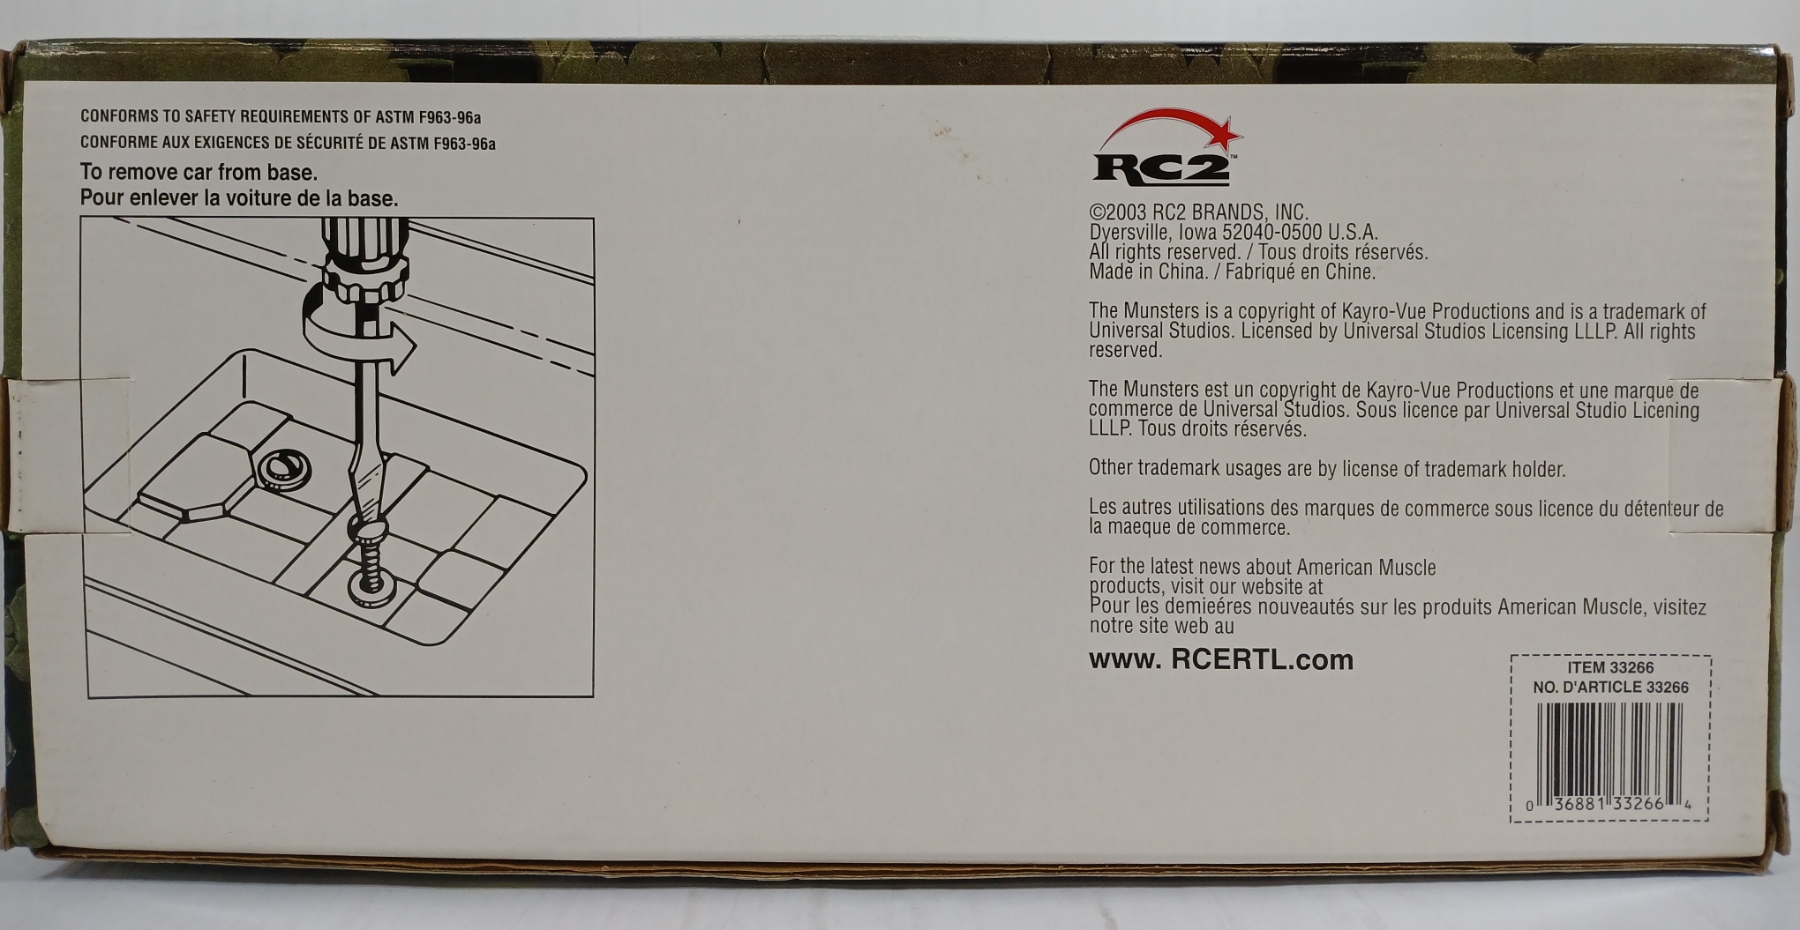 CONFORMS TO SAFETY REQUIREMENTS OF ASTM F963-96a
CONFORME AUX EXIGENCES DE SÉCURITÉ DE ASTM F963-96a
To remove car from base.
Pour enlever la voiture de la base.
RC2™
©2003 RC2 BRANDS, INC.
Dyersville, Iowa 52040-0500 U.S.A.
All rights reserved. / Tous droits réservés.
Made in China. / Fabriqué en Chine.
The Munsters is a copyright of Kayro-Vue Productions and is a trademark of
Universal Studios. Licensed by Universal Studios Licensing LLLP. All rights
reserved.
The Munsters est un copyright de Kayro-Vue Productions et une marque de
commerce de Universal Studios. Sous licence par Universal Studio Licening
LLLP. Tous droits réservés.
Other trademark usages are by license of trademark holder.
Les autres utilisations des marques de commerce sous licence du détenteur de
la maeque de commerce.
For the latest news about American Muscle
products, visit our website at
Pour les demieéres nouveautés sur les produits American Muscle, visitez
notre site web au
www. RCERTL.com
ITEM 33266
NO. D'ARTICLE 33266
0 36881 33266 4